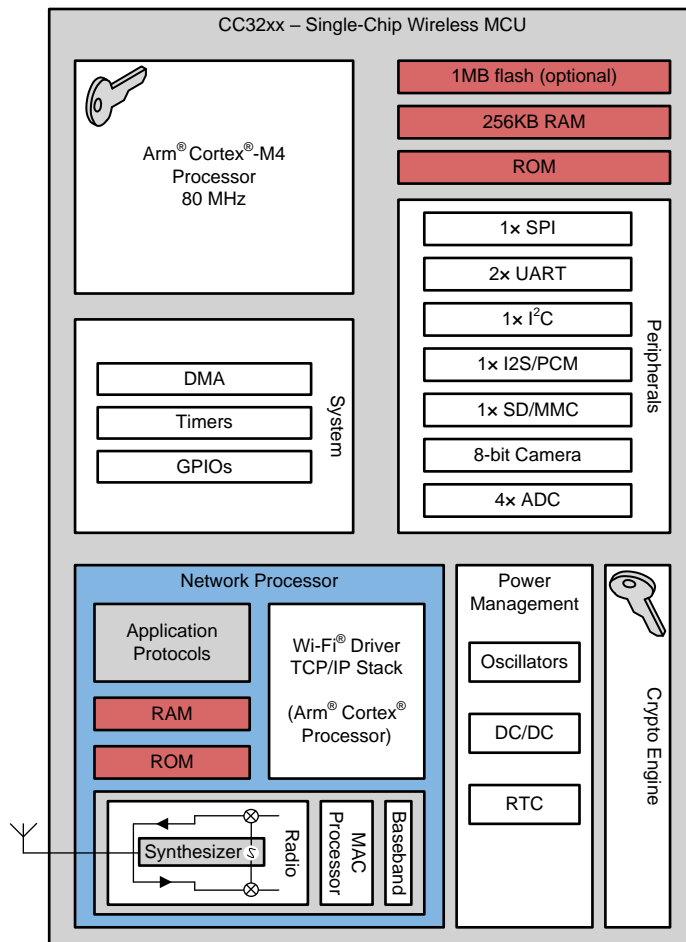 CC32xx – Single-Chip Wireless MCU
Arm® Cortex®-M4
Processor
80 MHz
1MB flash (optional)
256KB RAM
ROM
1× SPI
2× UART
1× I²C
1× I2S/PCM
1× SD/MMC
8-bit Camera
4× ADC
Peripherals
DMA
Timers
GPIOs
System
Network Processor
Application
Protocols
RAM
ROM
Wi-Fi® Driver
TCP/IP Stack
(Arm® Cortex®
Processor)
Synthesizer
Radio
MAC
Processor
Baseband
Power
Management
Oscillators
DC/DC
RTC
Crypto Engine